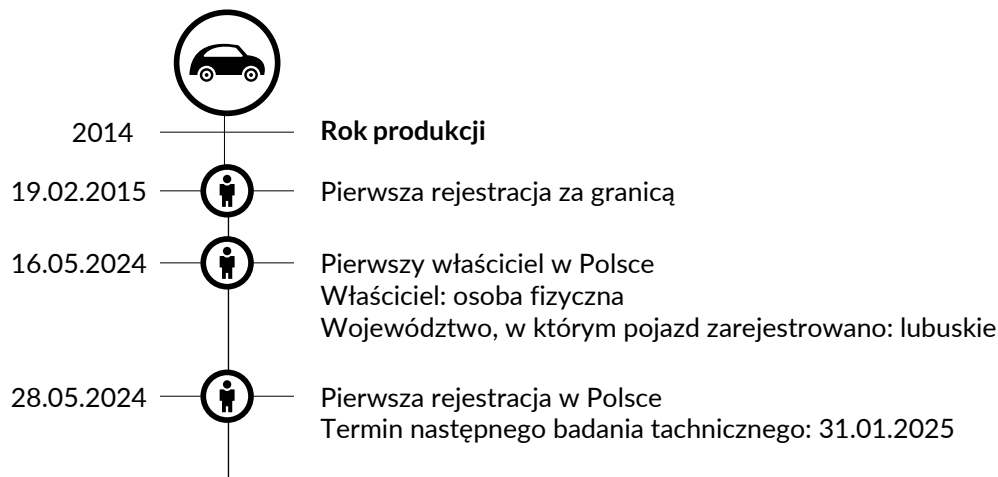 2014 Rok produkcji
19.02.2015 Pierwsza rejestracja za granicą
16.05.2024 Pierwszy właściciel w Polsce
Właściciel: osoba fizyczna
Województwo, w którym pojazd zarejestrowano: lubuskie
28.05.2024 Pierwsza rejestracja w Polsce
Termin następnego badania tachnicznego: 31.01.2025